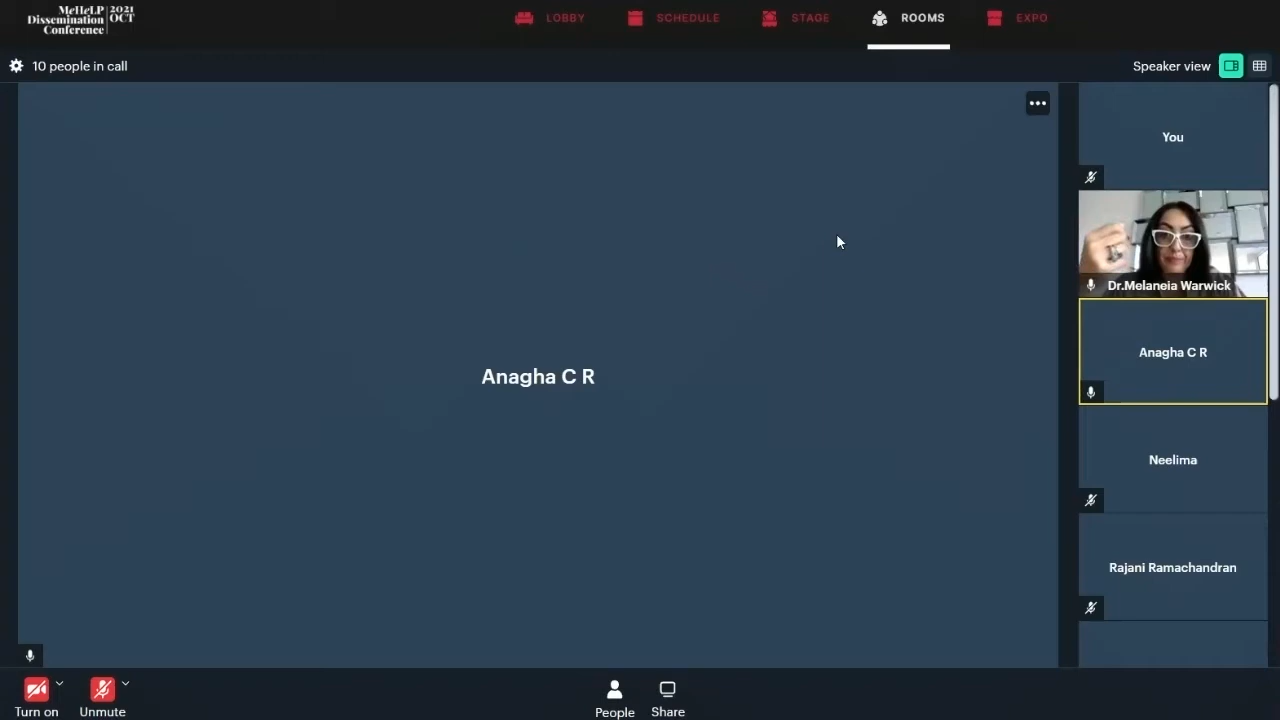 MeHeLP
Dissemination
Conference
2021
OCT
LOBBY
SCHEDULE
STAGE
ROOMS
EXPO
10 people in call
Speaker view
Anagha C R
You
Dr.Melaneia Warwick
Anagha C R
Neelima
Rajani Ramachandran
Turn on
Unmute
People
Share